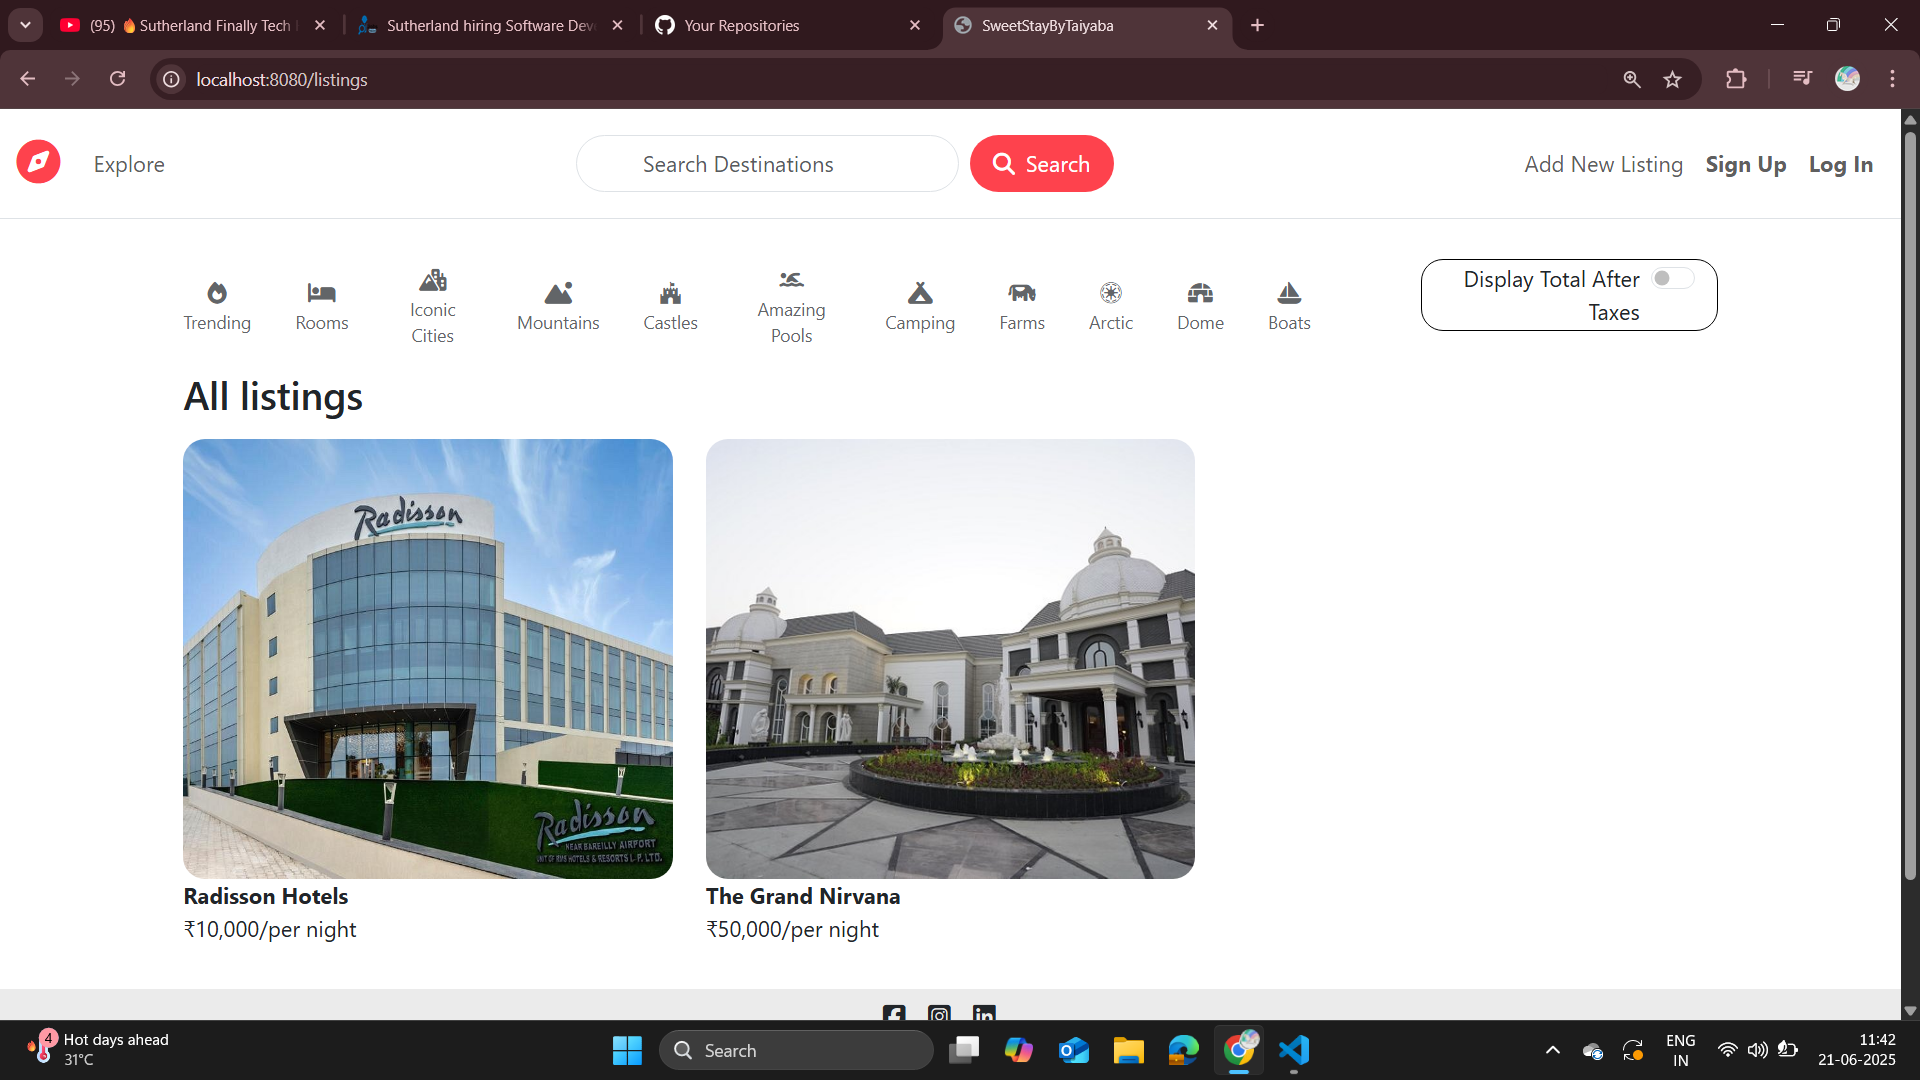 (95) 🔥Sutherland Finally Tech
Sutherland hiring Software Deve
Your Repositories
SweetStayByTaiyaba
localhost:8080/listings
Explore
Search Destinations
Search
Add New Listing
Sign Up
Log In
Trending
Rooms
Iconic
Cities
Mountains
Castles
Amazing
Pools
Camping
Farms
Arctic
Dome
Boats
Display Total After
Taxes
All listings
Radisson
Radisson
NEAR BAREILLY AIRPORT
UNIT OF RMS HOTELS & RESORTS I. P. LTD.
Radisson Hotels
₹10,000/per night
The Grand Nirvana
₹50,000/per night
4
Hot days ahead
31°C
Search
ENG
IN
11:42
21-06-2025